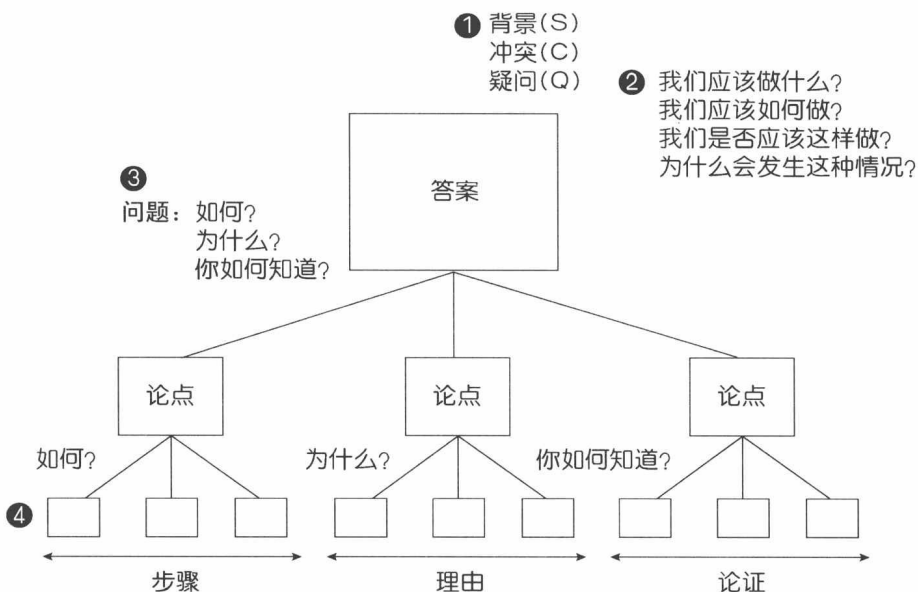 ❶ 背景(S)
冲突(C)
疑问(Q)
❷ 我们应该做什么?
我们应该如何做?
我们是否应该这样做?
为什么会发生这种情况?
答案
❸
问题：如何?
为什么?
你如何知道?
论点
论点
论点
如何?
为什么?
你如何知道?
❹
步骤
理由
论证